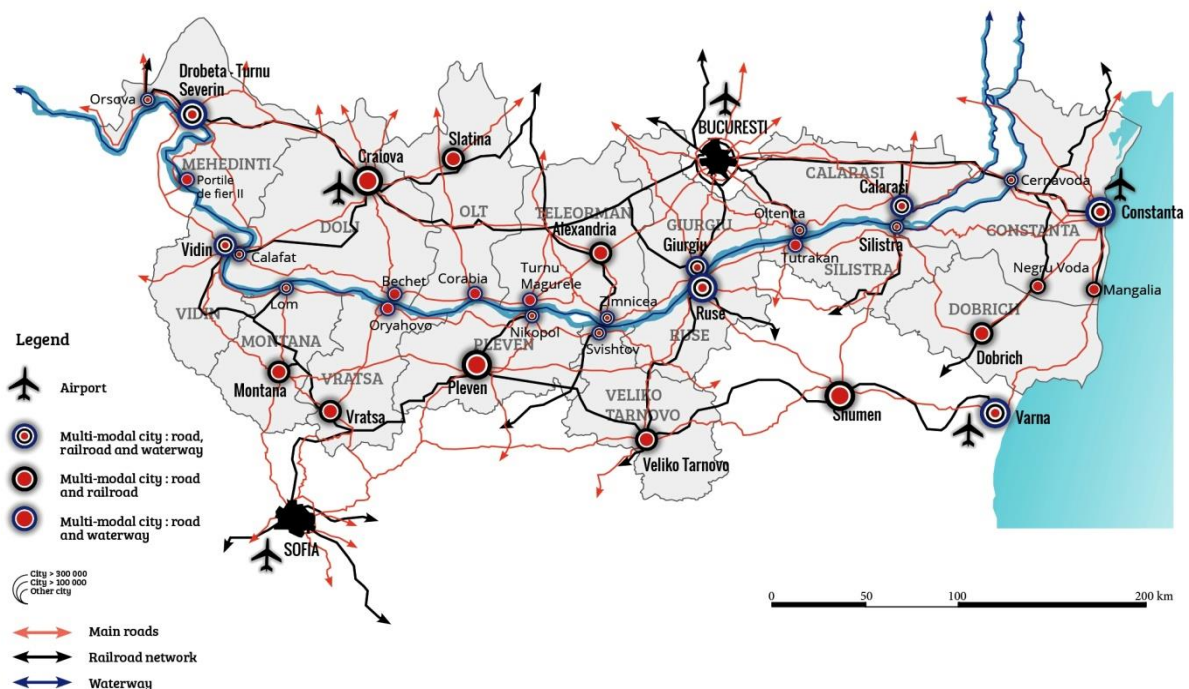 Drobeta - Turnu
Severin
Orsova
MEHEDINTI
Portile
de fier II
Craiova
Slatina
BUCURESTI
CALARASI
Calarasi
Cernavoda
Constanta
CONSTANTA
OLT
DOLJ
TELEORMAN
Alexandria
GIURGIU
Giurgiu
Oltenita
Tutrakan
Silistra
SILISTRA
Negru Voda
Mangalia
DOBRICH
Dobrich
Vidin
Calafat
VIDIN
Lom
Bechet
Oryahovo
Corabia
Turnu
Magurele
Nikopol
Zimnicea
Svishtov
Ruse
RUSE
MONTANA
Montana
VRATSA
Vratsa
PLEVEN
Pleven
VELIKO
TARNOVO
Veliko Tarnovo
Shumen
Varna
SOFIA
Legend
Airport
Multi-modal city : road,
railroad and waterway
Multi-modal city : road
and railroad
Multi-modal city : road
and waterway
City > 300 000
City > 100 000
Other city
Main roads
Railroad network
Waterway
0 50 100 200 km